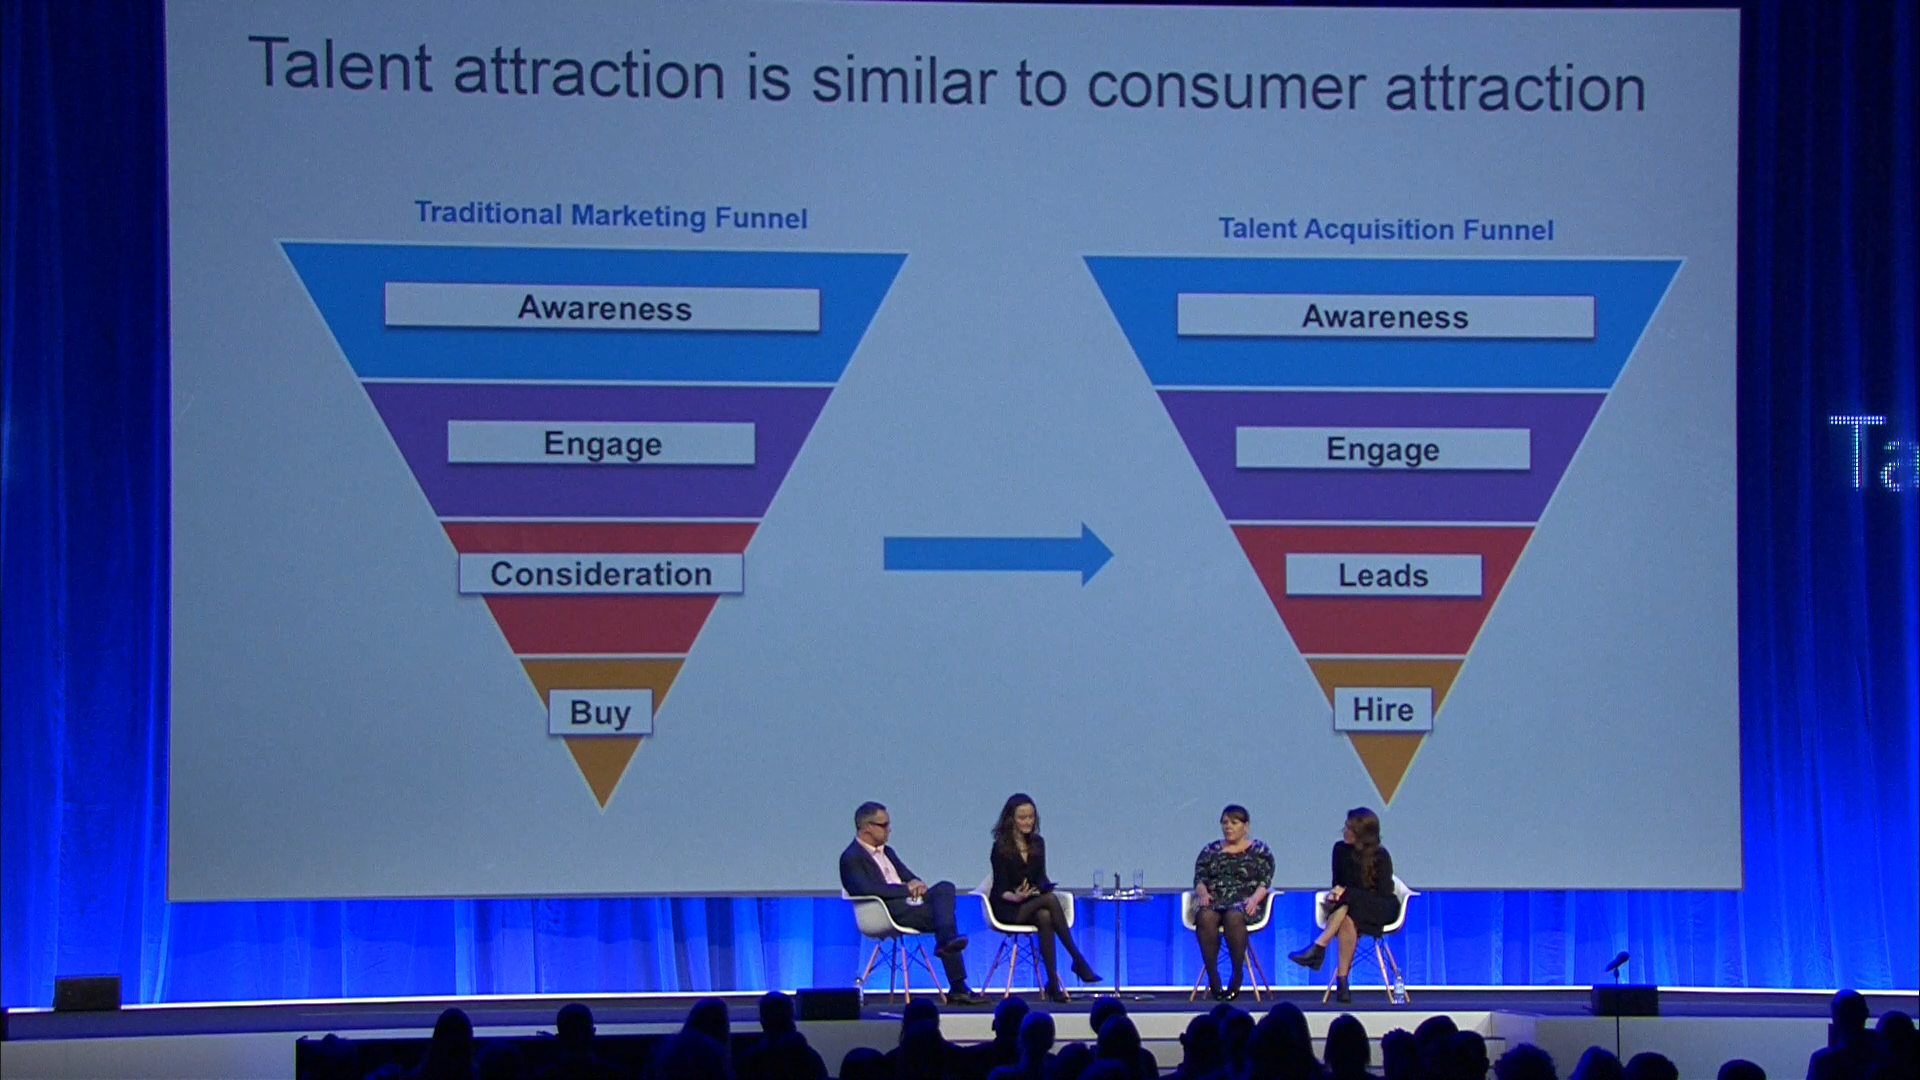 Talent attraction is similar to consumer attraction
Traditional Marketing Funnel
Awareness
Engage
Consideration
Buy
Talent Acquisition Funnel
Awareness
Engage
Leads
Hire
Ta